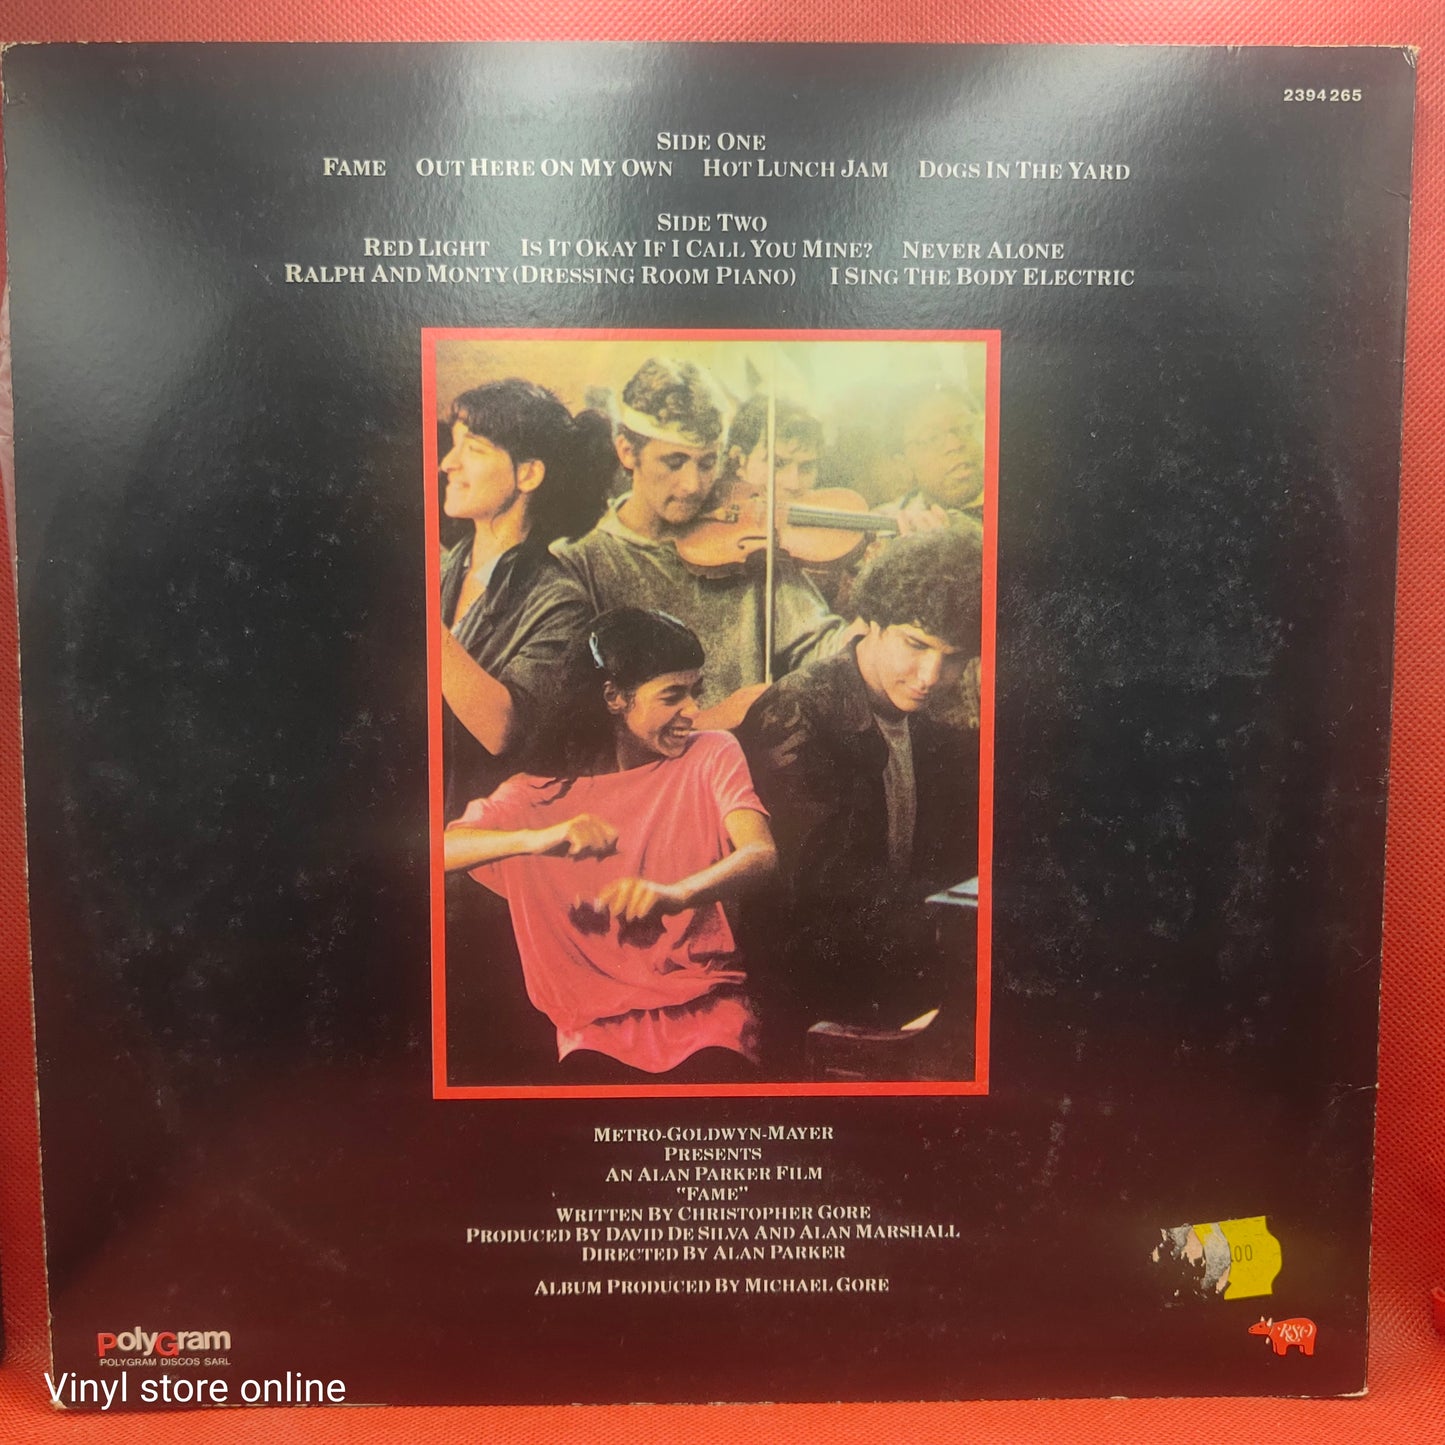 2394265
SIDE ONE
FAME OUT HERE ON MY OWN HOT LUNCH JAM DOGS IN THE YARD
SIDE TWO
RED LIGHT IS IT OKAY IF I CALL YOU MINE? NEVER ALONE
RALPH AND MONTY (DRESSING ROOM PIANO) I SING THE BODY ELECTRIC
METRO-GOLDWYN-MAYER
PRESENTS
AN ALAN PARKER FILM
"FAME"
WRITTEN BY CHRISTOPHER GORE
PRODUCED BY DAVID DE SILVA AND ALAN MARSHALL
DIRECTED BY ALAN PARKER
ALBUM PRODUCED BY MICHAEL GORE
.00
RSO
PolyGram
POLYGRAM DISCOS SARL
Vinyl store online